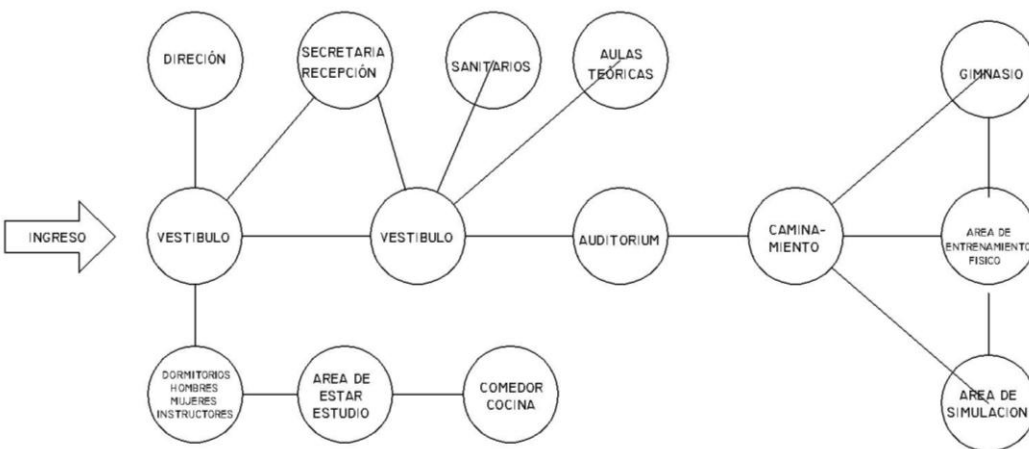 DIRECIÓN
SECRETARIA
RECEPCIÓN
SANITARIOS
AULAS
TEÓRICAS
GIMNASIO
INGRESO
VESTIBULO
VESTIBULO
AUDITORIUM
CAMINA-
MIENTO
AREA DE
ENTRENAMIENTO
FISICO
DORMITORIOS
HOMBRES
MUJERES
INSTRUCTORES
AREA DE
ESTAR
ESTUDIO
COMEDOR
COCINA
AREA DE
SIMULACION